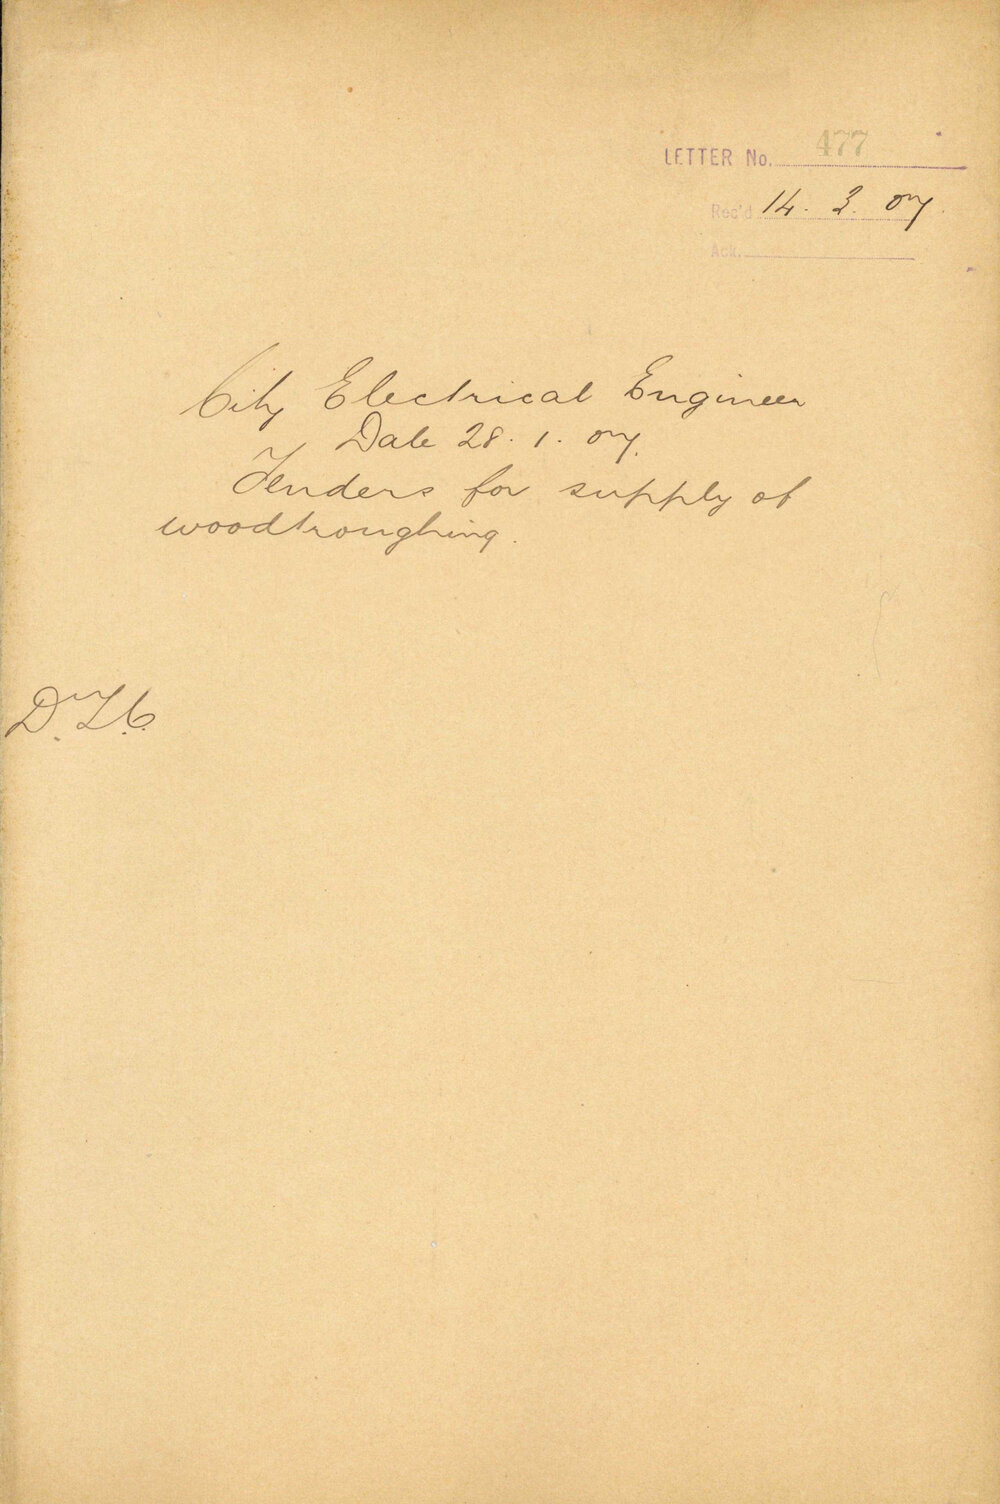 LETTER No. 477
Rec'd 14. 3. 07.
Ack.
City Electrical Engineer
Date 28. 1. 07.
Tenders for supply of
woodtroughing.